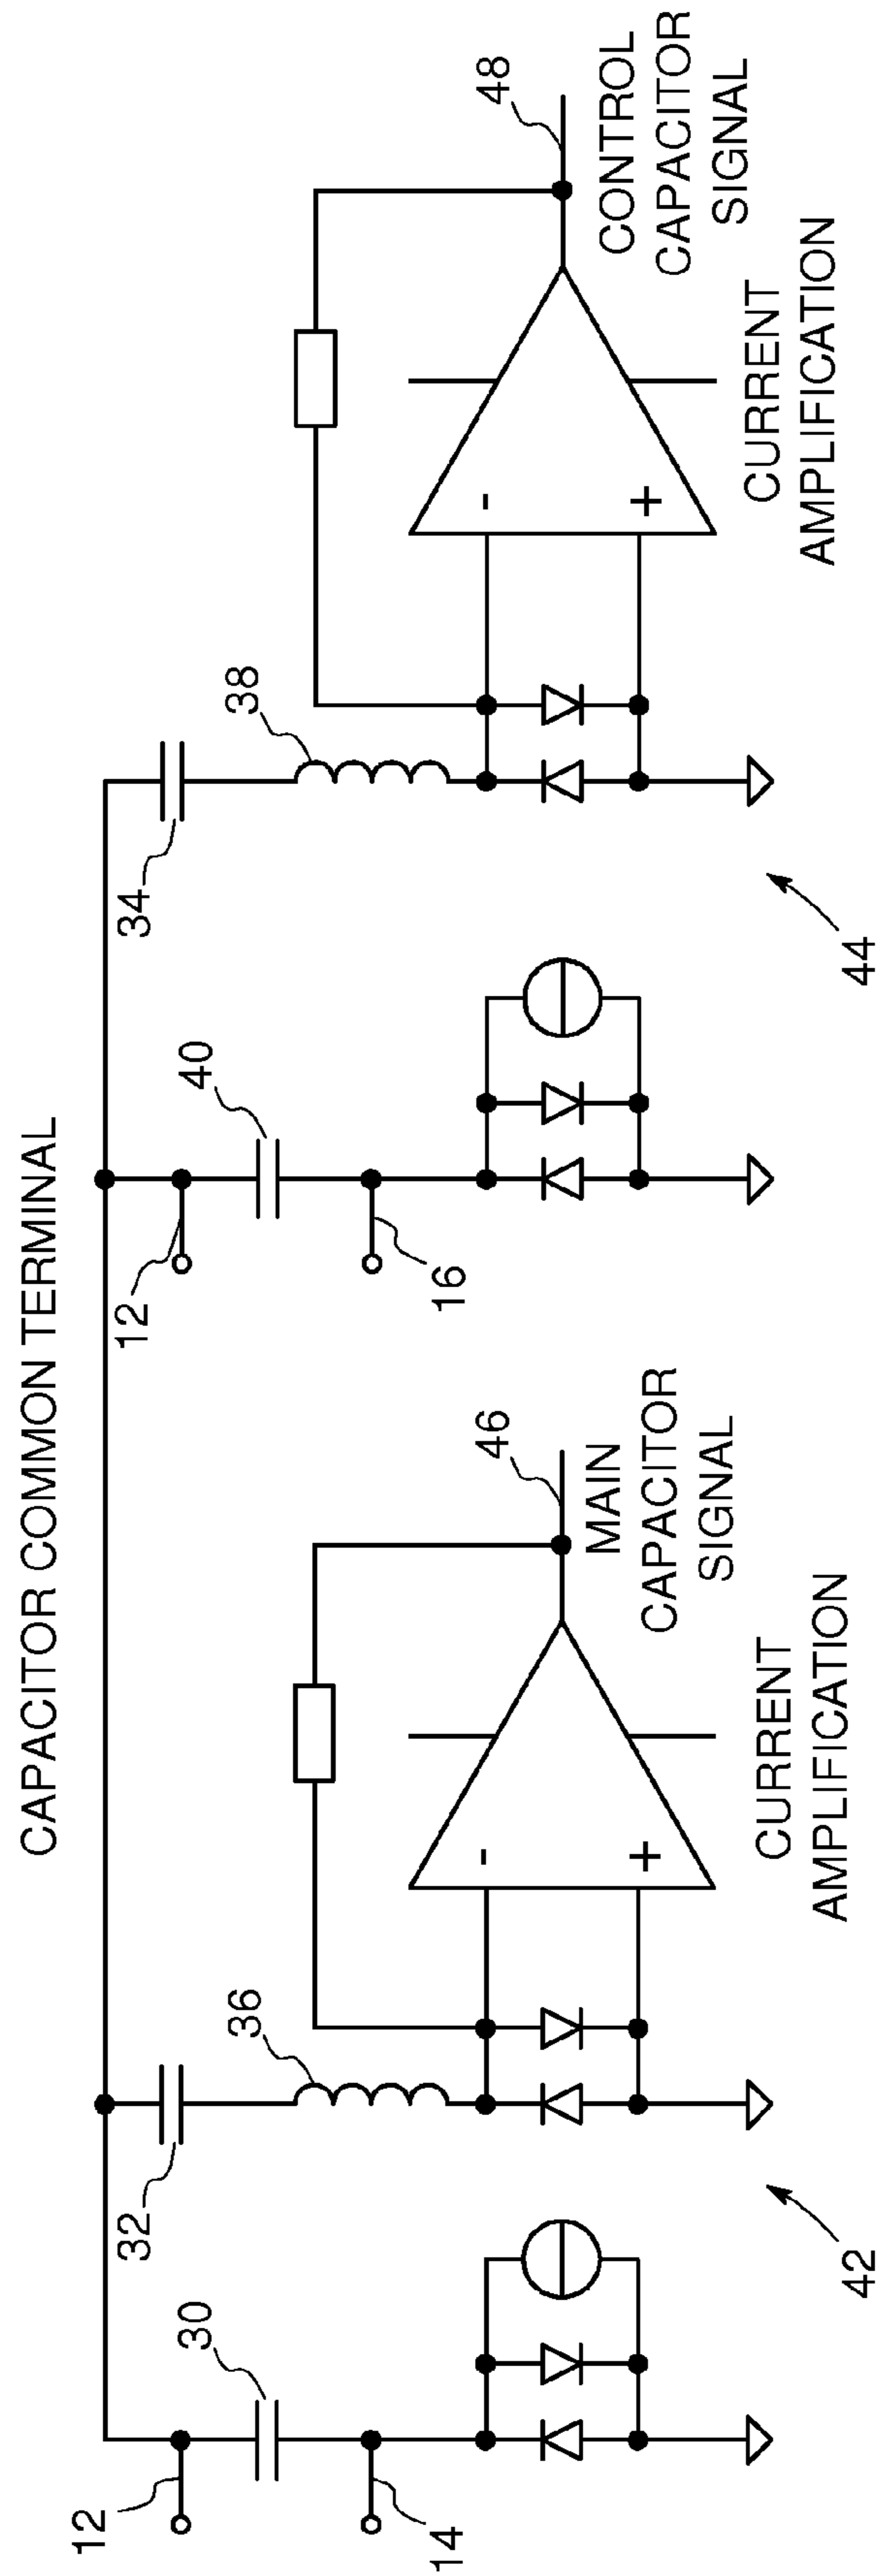 CAPACITOR COMMON TERMINAL
12
30
14
32
36
-
+
46
MAIN
CAPACITOR
SIGNAL
CURRENT
AMPLIFICATION
42
12
40
16
34
38
-
+
48
CONTROL
CAPACITOR
SIGNAL
CURRENT
AMPLIFICATION
44